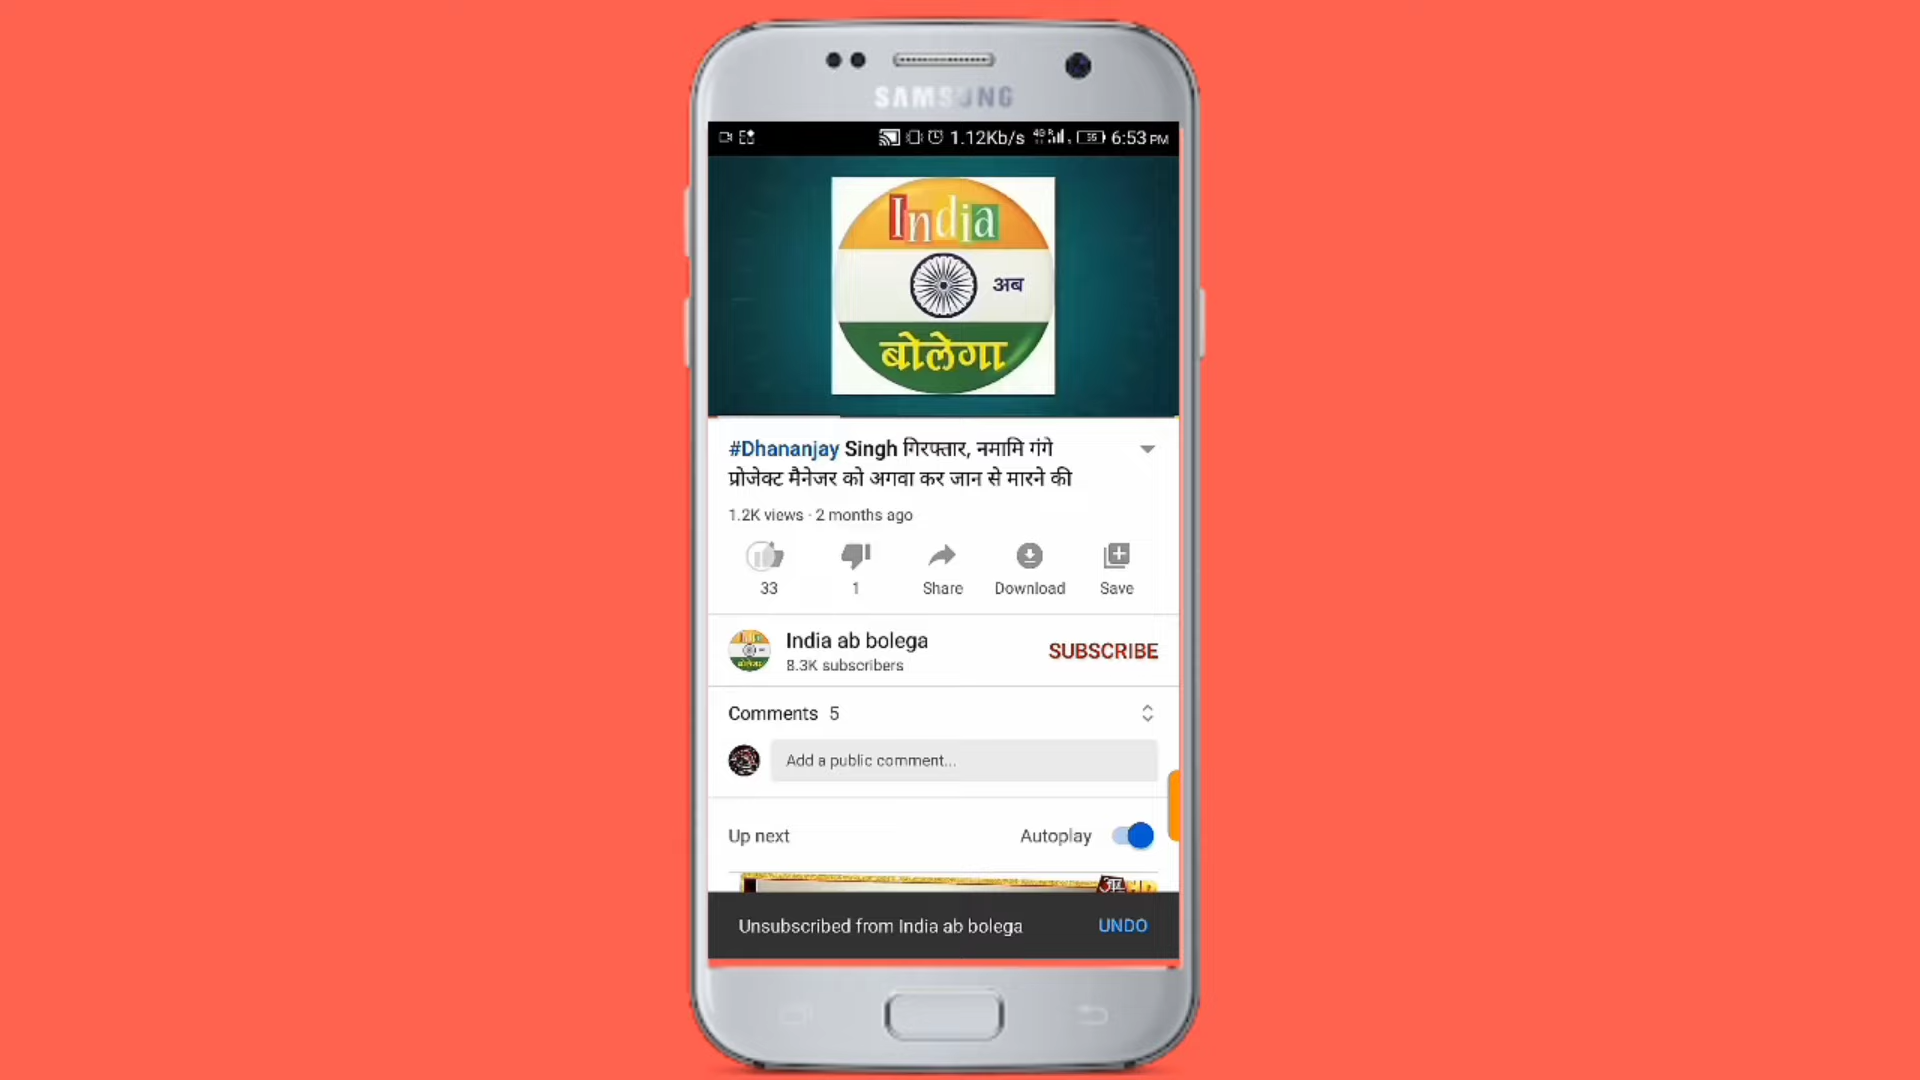 SAMSUNG
1.12Kb/s 4G R 55 6:53 PM
India
अब
बोलेगा
#Dhananjay Singh गिरफ्तार, नमामि गंगे
प्रोजेक्ट मैनेजर को अगवा कर जान से मारने की
1.2K views · 2 months ago
33 1 Share Download Save
India ab bolega SUBSCRIBE
8.3K subscribers
Comments 5
Add a public comment...
Up next Autoplay
Unsubscribed from India ab bolega UNDO